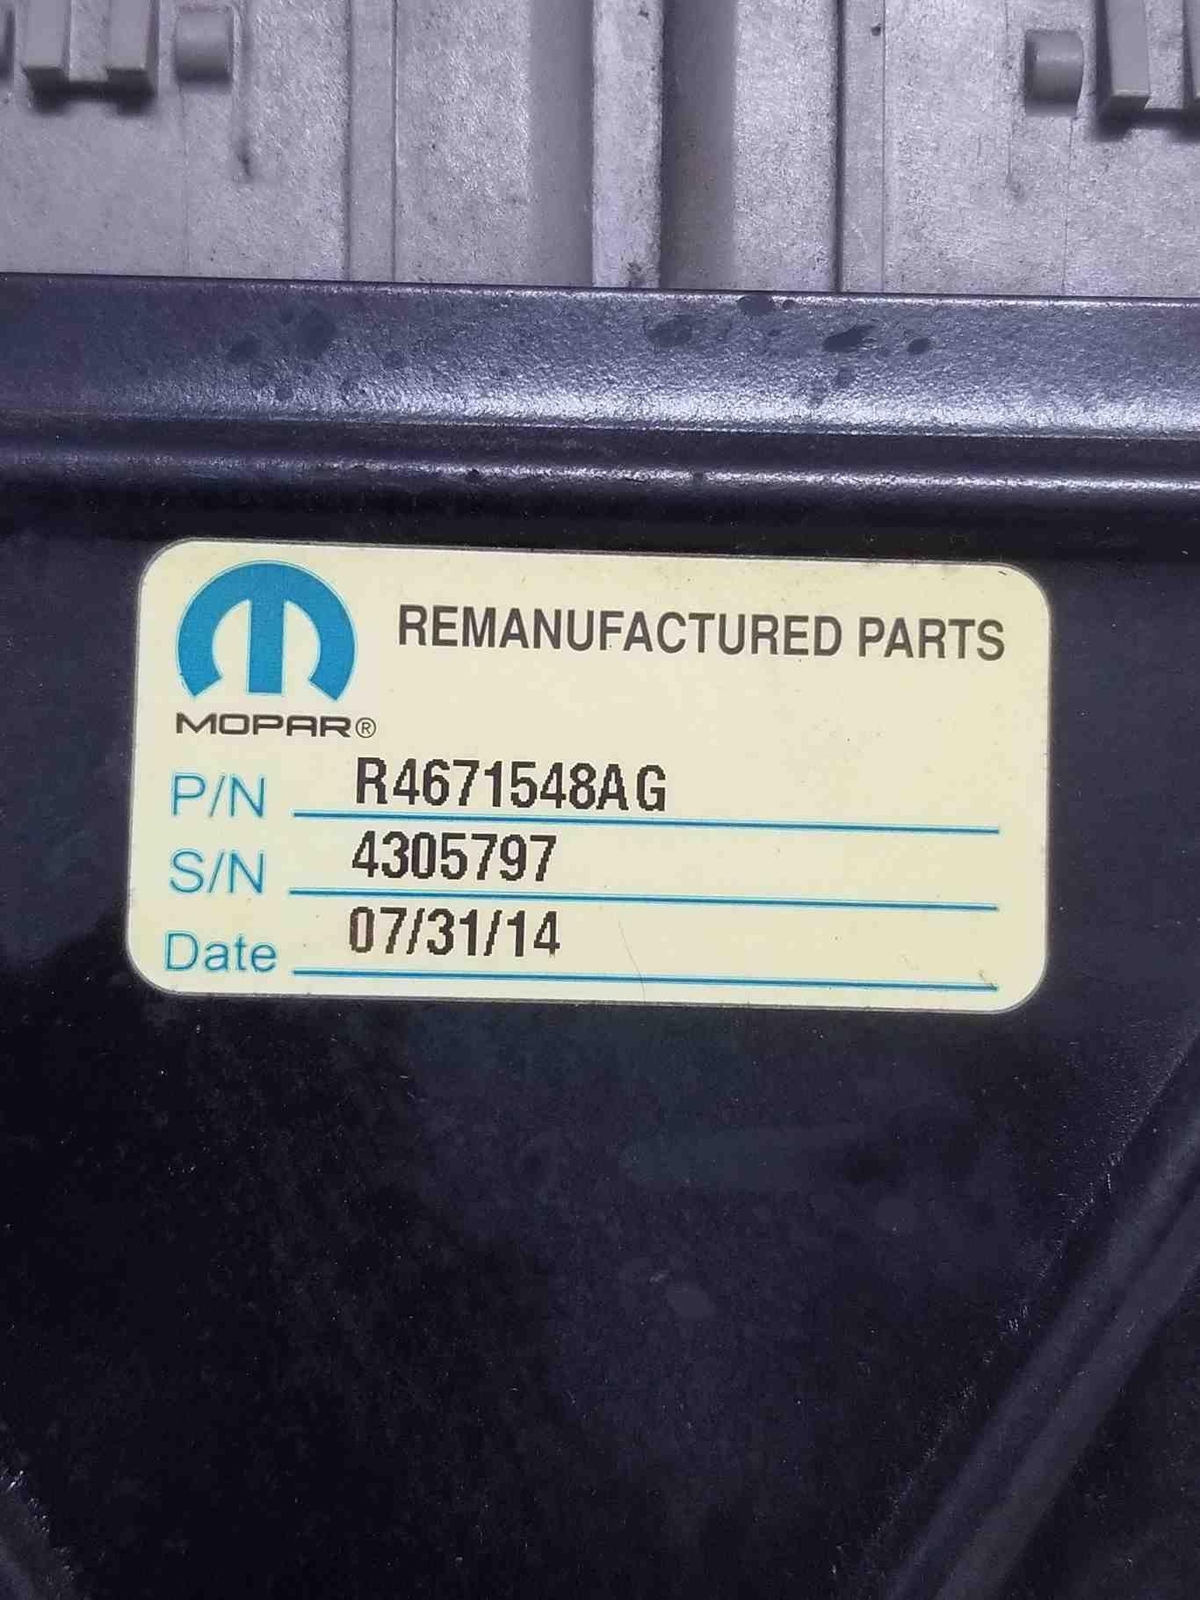 REMANUFACTURED PARTS
MOPAR®
P/N R4671548AG
S/N 4305797
Date 07/31/14